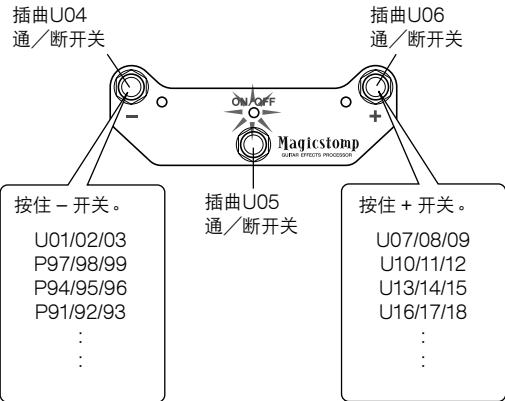 插曲U04
通／断开关
插曲U06
通／断开关
ON/OFF
−
+
Magicstomp
GUITAR EFFECTS PROCESSOR
插曲U05
通／断开关
按住 – 开关。
U01/02/03
P97/98/99
P94/95/96
P91/92/93
:
:
按住 + 开关。
U07/08/09
U10/11/12
U13/14/15
U16/17/18
:
: